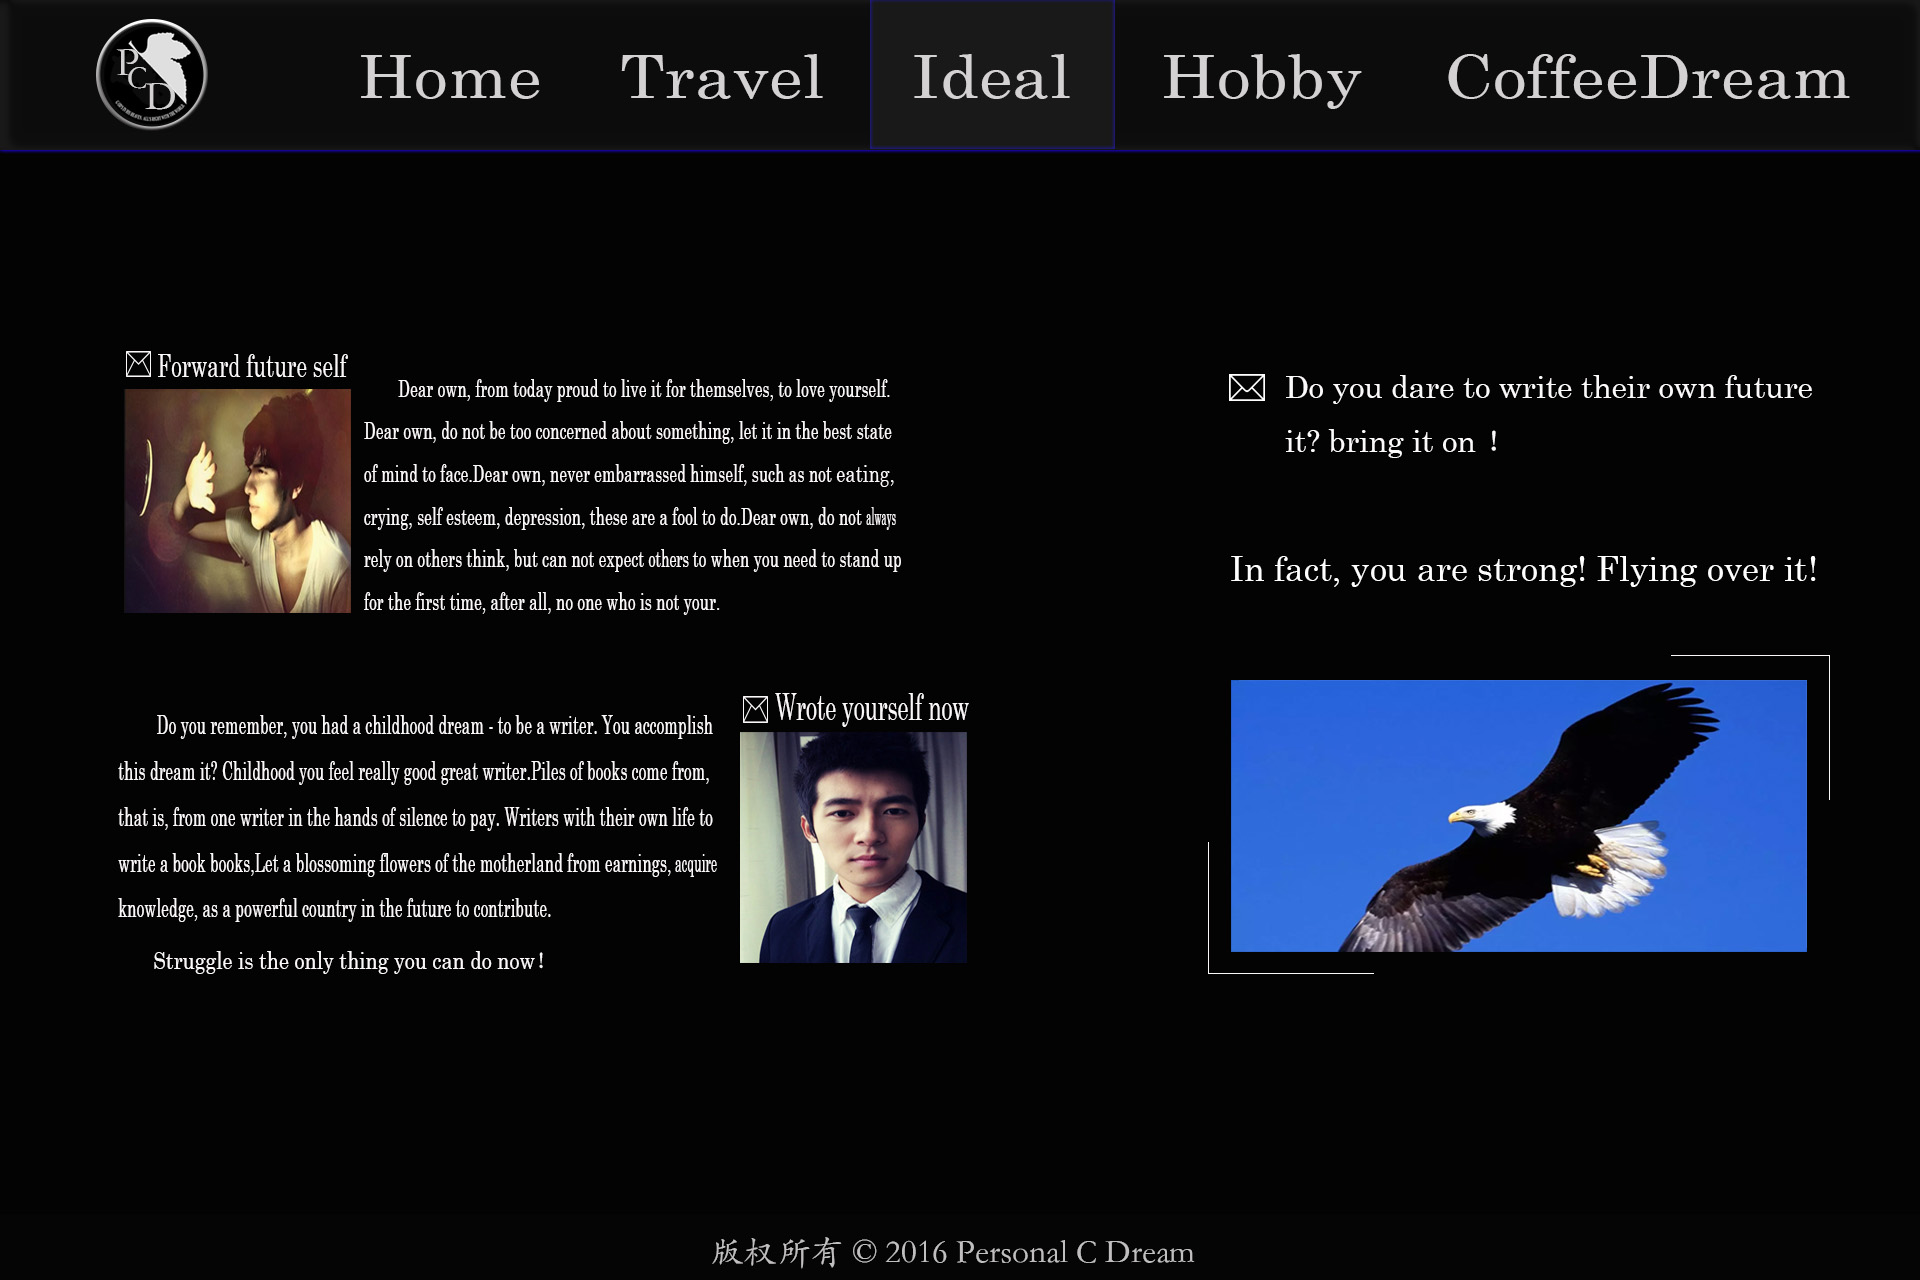 P
C
D
Home Travel Ideal Hobby CoffeeDream
Forward future self
Dear own, from today proud to live it for themselves, to love yourself.
Dear own, do not be too concerned about something, let it in the best state
of mind to face.Dear own, never embarrassed himself, such as not eating,
crying, self esteem, depression, these are a fool to do.Dear own, do not always
rely on others think, but can not expect others to when you need to stand up
for the first time, after all, no one who is not your.
Wrote yourself now
Do you remember, you had a childhood dream - to be a writer. You accomplish
this dream it? Childhood you feel really good great writer.Piles of books come from,
that is, from one writer in the hands of silence to pay. Writers with their own life to
write a book books,Let a blossoming flowers of the motherland from earnings, acquire
knowledge, as a powerful country in the future to contribute.
Struggle is the only thing you can do now!
Do you dare to write their own future
it? bring it on !
In fact, you are strong! Flying over it!
版权所有 © 2016 Personal C Dream